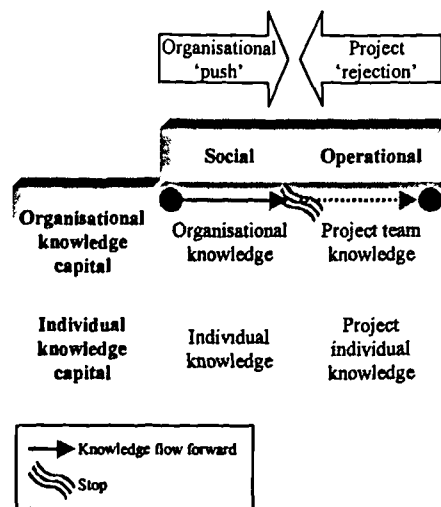 Organisational
'push'
Project
'rejection'
Social
Operational
Organisational
knowledge
capital
Organisational
knowledge
Project team
knowledge
Individual
knowledge
capital
Individual
knowledge
Project
individual
knowledge
Knowledge flow forward
Stop